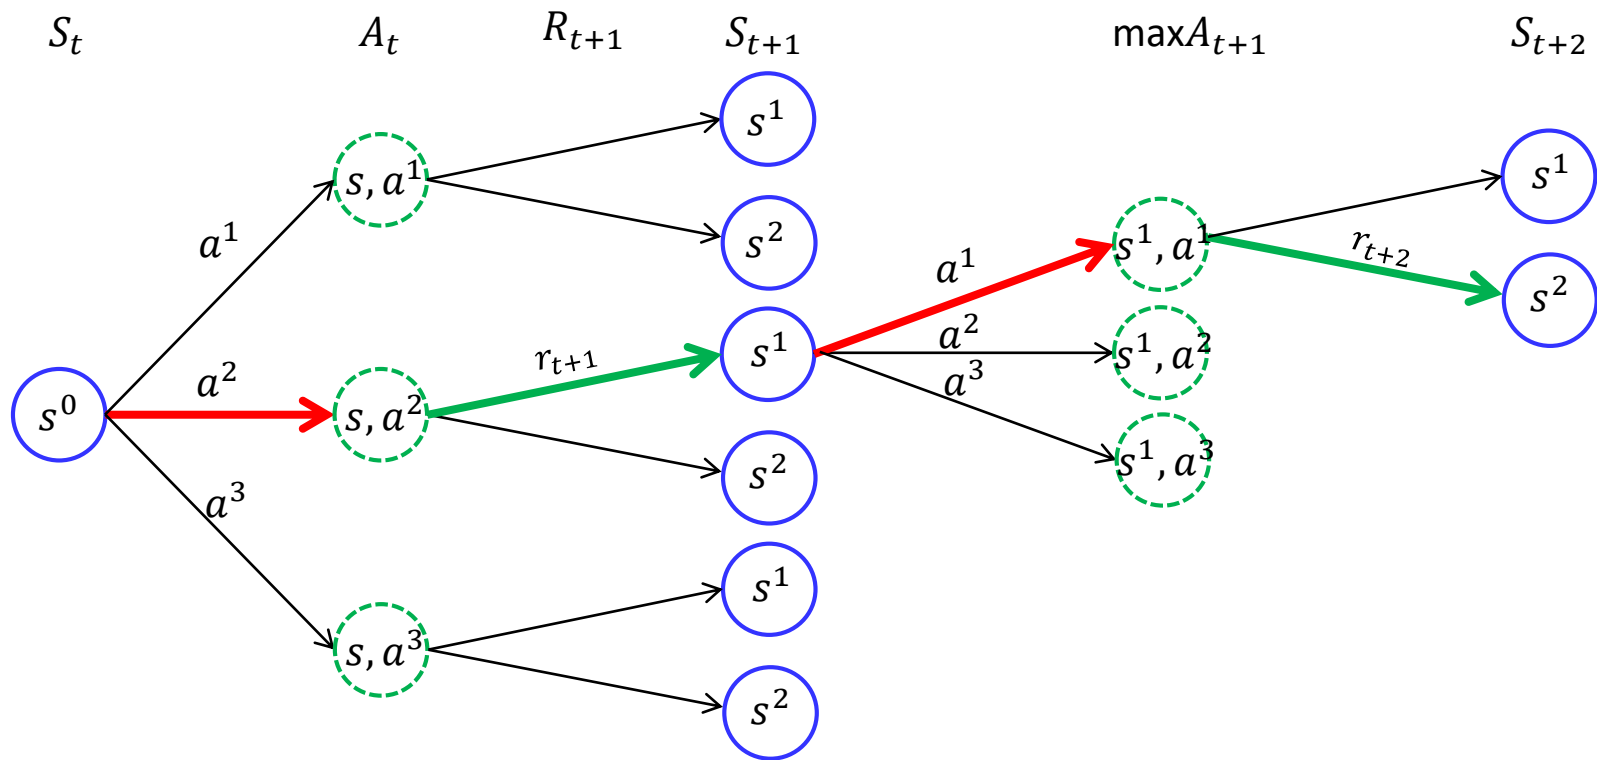 S_t A_t R_{t+1} S_{t+1} maxA_{t+1} S_{t+2}
s^1
s^1
s, a^1
a^1
s^2
s^1, a^1
r_{t+2}
a^1
s^2
a^2
s^1
s^1, a^2
r_{t+1}
a^3
a^2
s^0
s, a^2
s^1, a^3
s^2
a^3
s^1
s, a^3
s^2